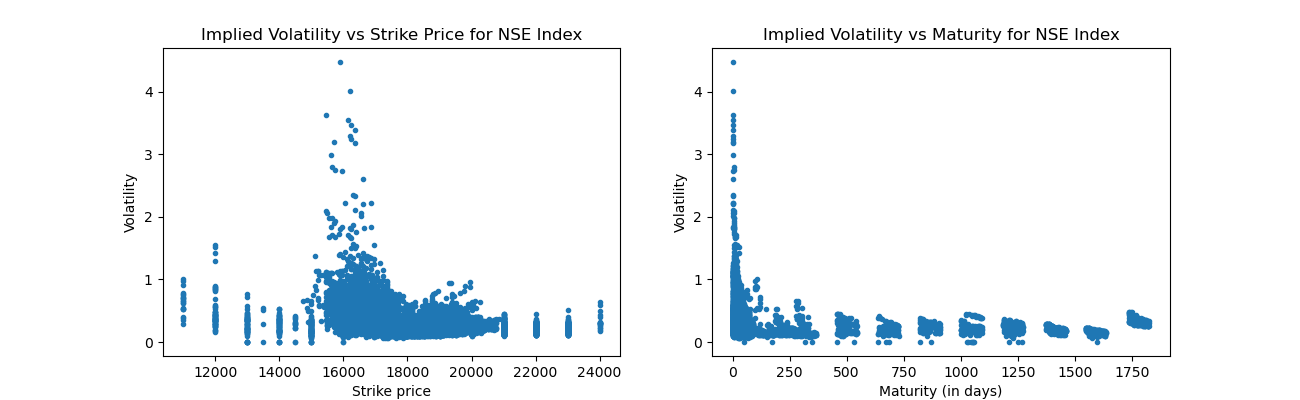 Implied Volatility vs Strike Price for NSE Index
Volatility
4
3
2
1
0
12000 14000 16000 18000 20000 22000 24000
Strike price
Implied Volatility vs Maturity for NSE Index
Volatility
4
3
2
1
0
0 250 500 750 1000 1250 1500 1750
Maturity (in days)